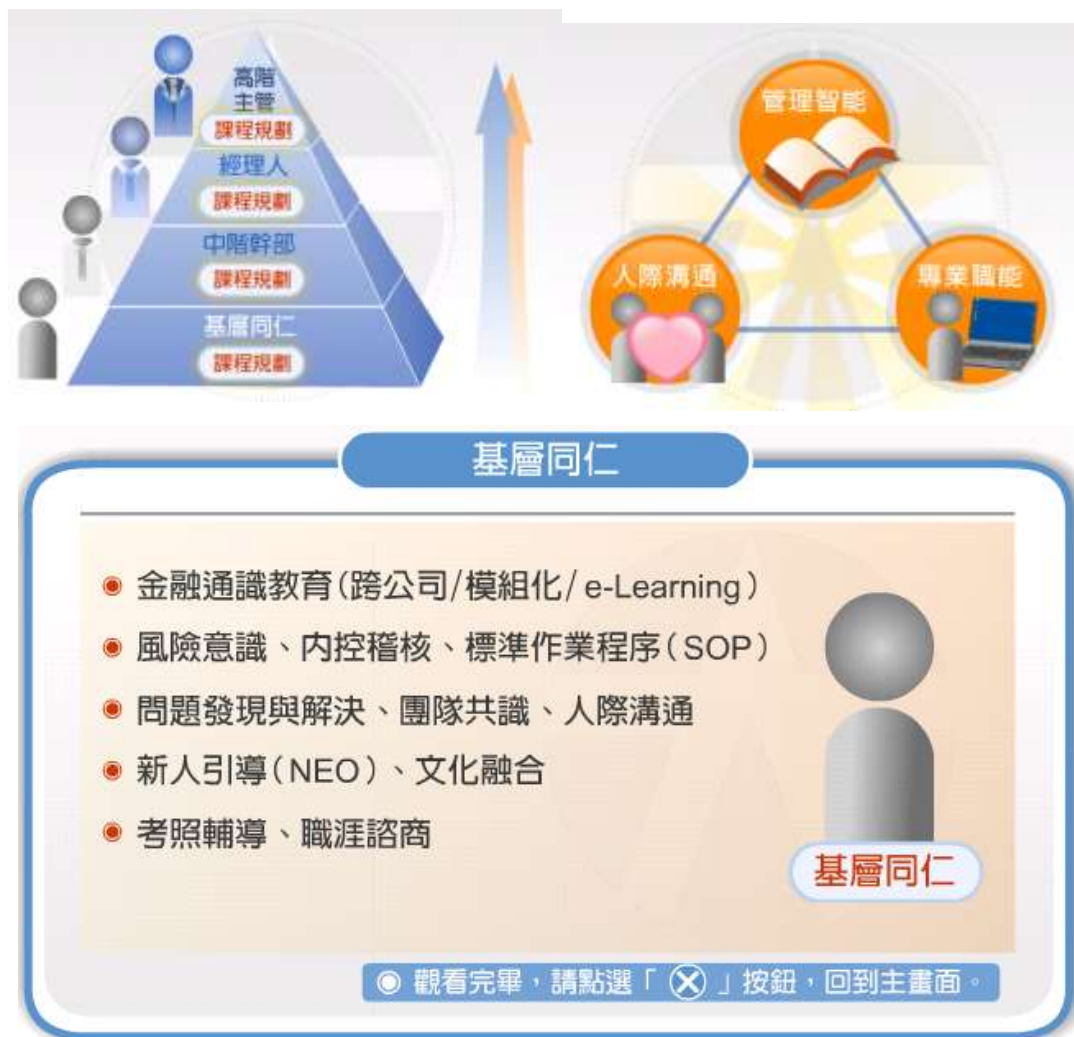 高階
主管
課程規劃
經理人
課程規劃
中階幹部
課程規劃
基層同仁
課程規劃
管理智能
人際溝通
專業職能
基層同仁
金融通識教育(跨公司/模組化/e-Learning)
風險意識、內控稽核、標準作業程序(SOP)
問題發現與解決、團隊共識、人際溝通
新人引導(NEO)、文化融合
考照輔導、職涯諮商
基層同仁
◉ 觀看完畢,請點選「ⓧ」按鈕,回到主畫面。